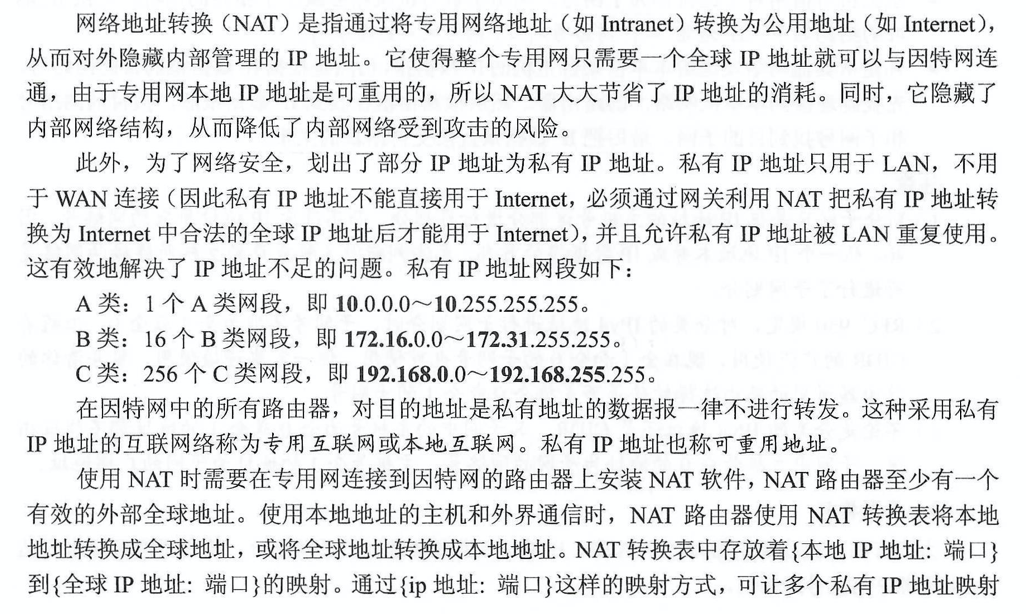 网络地址转换（NAT）是指通过将专用网络地址（如 Intranet）转换为公用地址（如 Internet），
从而对外隐藏内部管理的 IP 地址。它使得整个专用网只需要一个全球 IP 地址就可以与因特网连
通，由于专用网本地 IP 地址是可重用的，所以 NAT 大大节省了 IP 地址的消耗。同时，它隐藏了
内部网络结构，从而降低了内部网络受到攻击的风险。
此外，为了网络安全，划出了部分 IP 地址为私有 IP 地址。私有 IP 地址只用于 LAN，不用
于 WAN 连接（因此私有 IP 地址不能直接用于 Internet，必须通过网关利用 NAT 把私有 IP 地址转
换为 Internet 中合法的全球 IP 地址后才能用于 Internet），并且允许私有 IP 地址被 LAN 重复使用。
这有效地解决了 IP 地址不足的问题。私有 IP 地址网段如下：
A 类：1 个 A 类网段，即 10.0.0.0～10.255.255.255。
B 类：16 个 B 类网段，即 172.16.0.0～172.31.255.255。
C 类：256 个 C 类网段，即 192.168.0.0～192.168.255.255。
在因特网中的所有路由器，对目的地址是私有地址的数据报一律不进行转发。这种采用私有
IP 地址的互联网络称为专用互联网或本地互联网。私有 IP 地址也称可重用地址。
使用 NAT 时需要在专用网连接到因特网的路由器上安装 NAT 软件，NAT 路由器至少有一个
有效的外部全球地址。使用本地地址的主机和外界通信时，NAT 路由器使用 NAT 转换表将本地
地址转换成全球地址，或将全球地址转换成本地地址。NAT 转换表中存放着{本地 IP 地址：端口}
到{全球 IP 地址：端口}的映射。通过{ip 地址：端口}这样的映射方式，可让多个私有 IP 地址映射